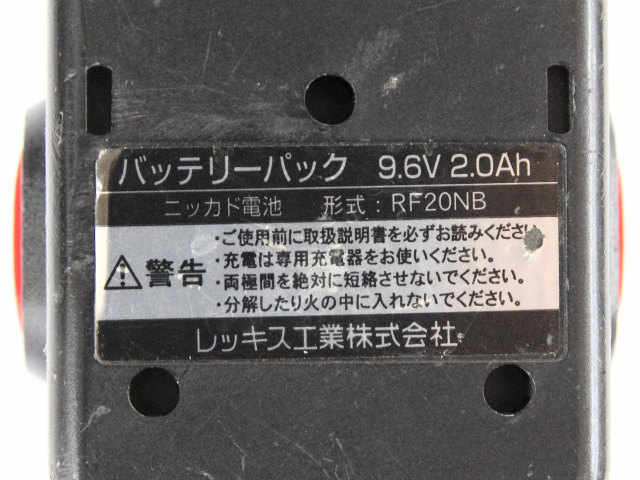 バッテリーパック 9.6V 2.0Ah
ニッカド電池 形式：RF20NB
・ご使用前に取扱説明書を必ずお読みください。
・充電は専用充電器をお使いください。
警告
・両極間を絶対に短絡させないでください。
・分解したり火の中に入れないでください。
レッキス工業株式会社